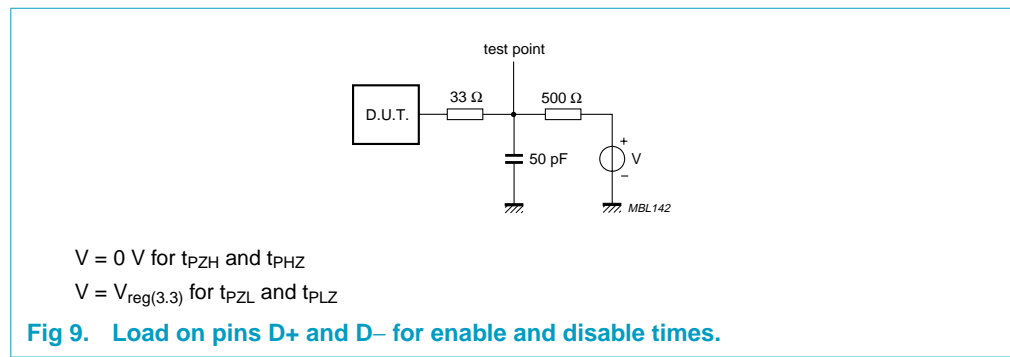 test point
D.U.T.
33 Ω
500 Ω
50 pF
+
V
–
MBL142
V = 0 V for tPZH and tPHZ
V = Vreg(3.3) for tPZL and tPLZ
Fig 9. Load on pins D+ and D– for enable and disable times.